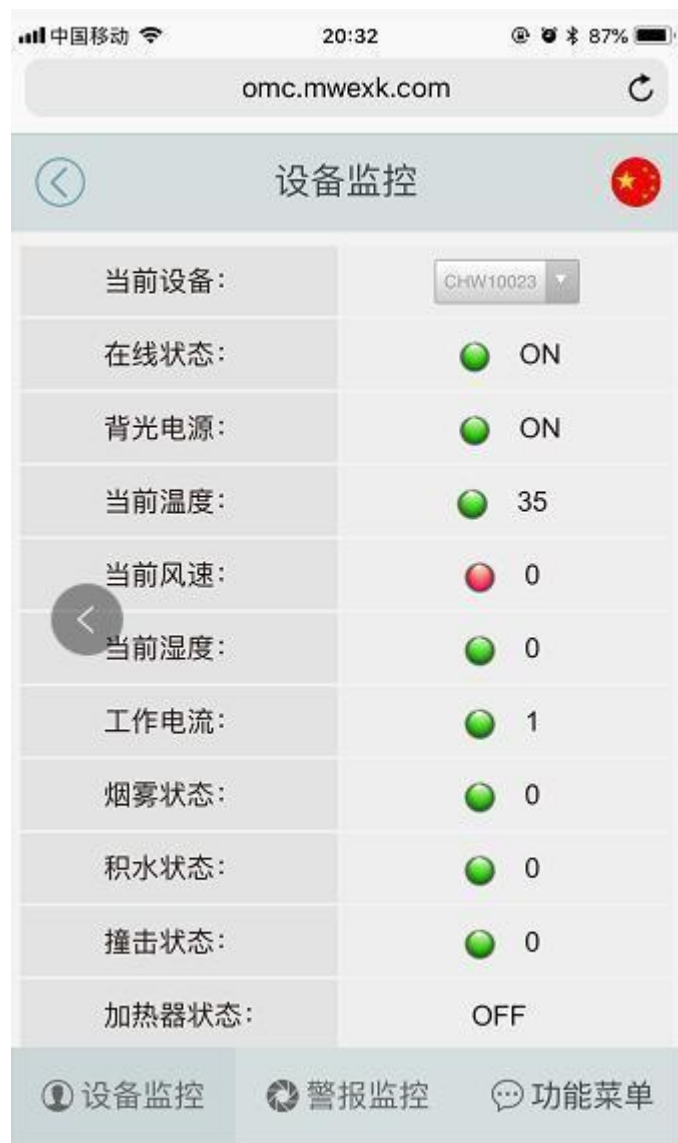 中国移动 20:32 87%
omc.mwexk.com
设备监控
当前设备: CHW10023
在线状态: ON
背光电源: ON
当前温度: 35
当前风速: 0
当前湿度: 0
工作电流: 1
烟雾状态: 0
积水状态: 0
撞击状态: 0
加热器状态: OFF
设备监控 警报监控 功能菜单